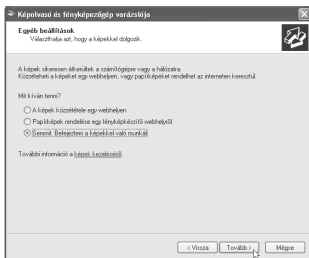 Képolvasó és fényképezőgép varázslója
Egyéb beállítások
Választhatja azt, hogy a képekkel dolgozik.
A képek sikeresen átkerültek a számítógépre vagy a hálózatra.
Közzéteheti a képeket egy webhelyen, vagy papírképeket rendelhet az interneten keresztül.
Mit kíván tenni?
A képek közzététele egy webhelyen
Papírképek rendelése egy fényképkészítő webhelyről
Semmit. Befejeztem a képekkel való munkát
További információ a képek kezeléséről.
< Vissza
Tovább >
Mégse